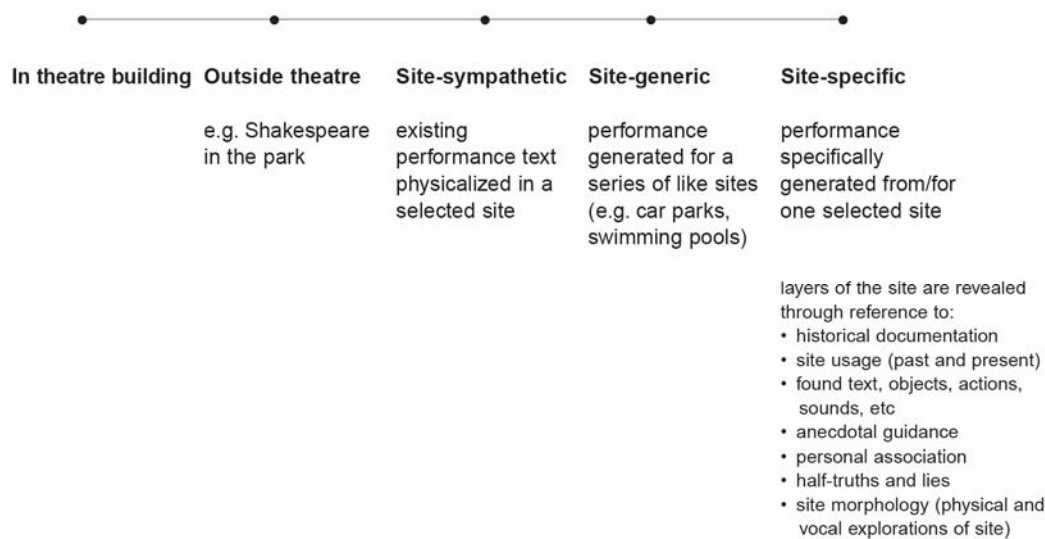 In theatre building
Outside theatre
e.g. Shakespeare
in the park
Site-sympathetic
existing
performance text
physicalized in a
selected site
Site-generic
performance
generated for a
series of like sites
(e.g. car parks,
swimming pools)
Site-specific
performance
specifically
generated from/for
one selected site
layers of the site are revealed
through reference to:
• historical documentation
• site usage (past and present)
• found text, objects, actions,
sounds, etc
• anecdotal guidance
• personal association
• half-truths and lies
• site morphology (physical and
vocal explorations of site)